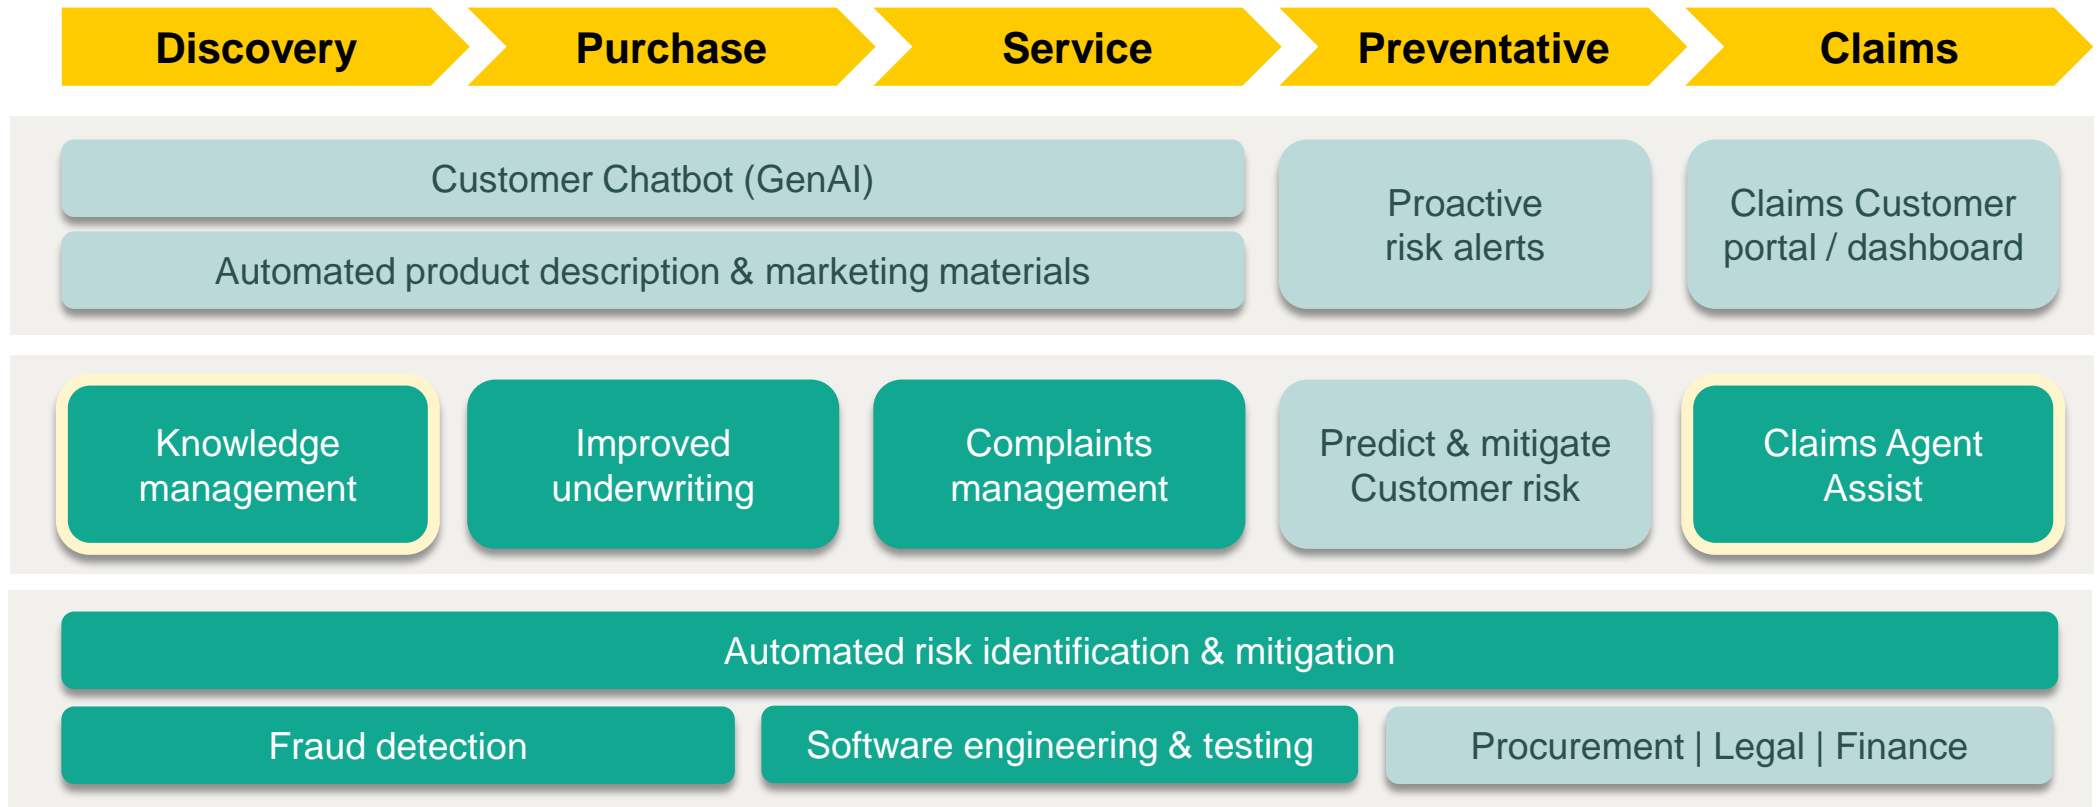 Discovery
Purchase
Service
Preventative
Claims
Customer Chatbot (GenAI)
Automated product description & marketing materials
Proactive
risk alerts
Claims Customer
portal / dashboard
Knowledge
management
Improved
underwriting
Complaints
management
Predict & mitigate
Customer risk
Claims Agent
Assist
Automated risk identification & mitigation
Fraud detection
Software engineering & testing
Procurement | Legal | Finance